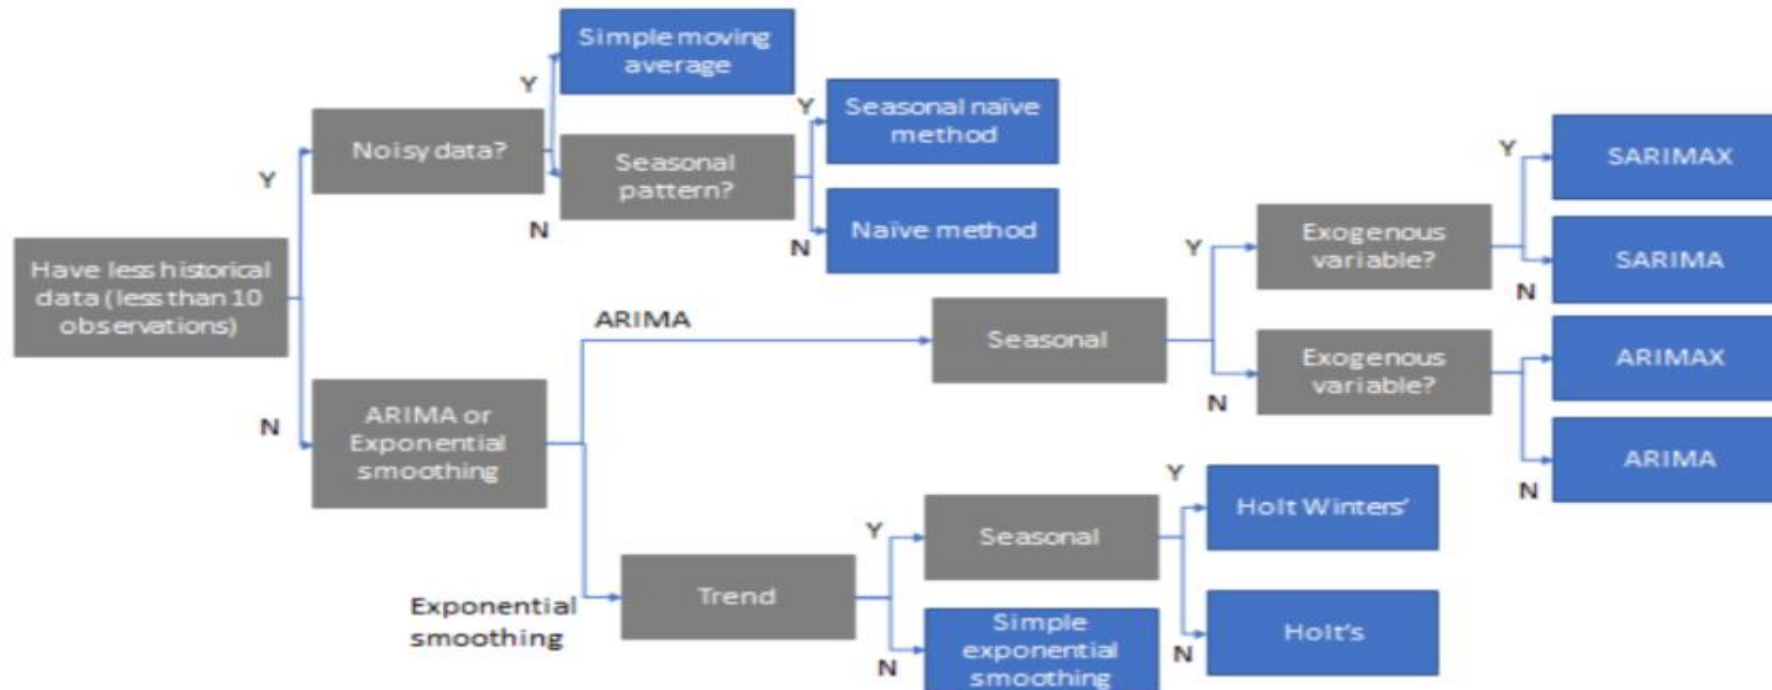 Simple moving
average
Y
Noisy data?
Y
Seasonal naïve
method
Y
Seasonal
pattern?
N
Naïve method
N
Have less historical
data (less than 10
observations)
N
ARIMA or
Exponential
smoothing
ARIMA
Seasonal
Y
Exogenous
variable?
Y
SARIMAX
SARIMA
N
N
Exogenous
variable?
ARIMAX
ARIMA
N
Exponential
smoothing
Trend
Y
Seasonal
Y
Holt Winters'
Holt's
N
N
Simple
exponential
smoothing